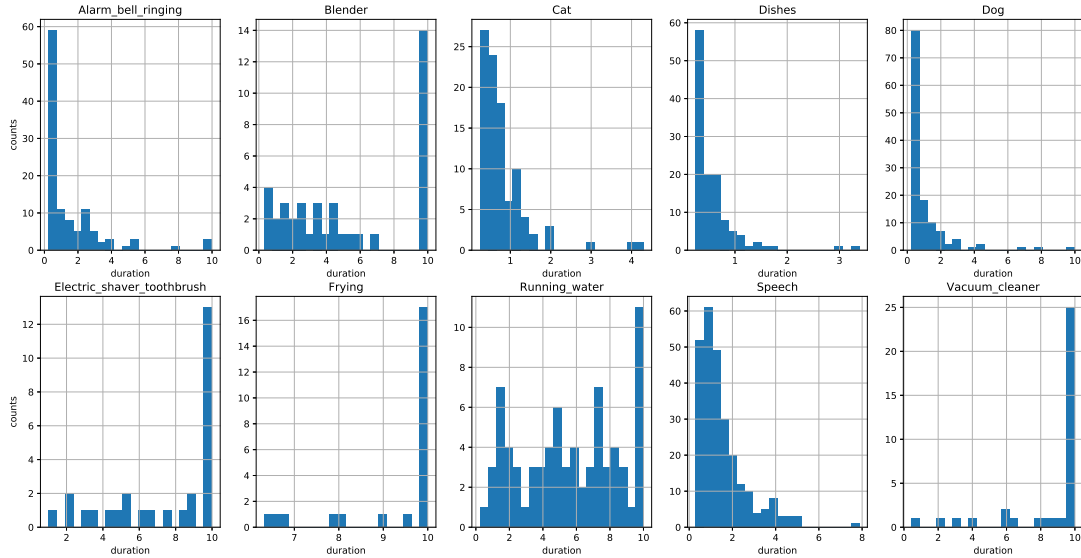 Alarm_bell_ringing
Blender
Cat
Dishes
Dog
counts
60
50
40
30
20
10
0
0 2 4 6 8 10
duration
14
12
10
8
6
4
2
0
0 2 4 6 8 10
duration
25
20
15
10
5
0
1 2 3 4
duration
60
50
40
30
20
10
0
1 2 3
duration
80
70
60
50
40
30
20
10
0
0 2 4 6 8 10
duration
Electric_shaver_toothbrush
Frying
Running_water
Speech
Vacuum_cleaner
counts
12
10
8
6
4
2
0
2 4 6 8 10
duration
16
14
12
10
8
6
4
2
0
7 8 9 10
duration
10
8
6
4
2
0
0 2 4 6 8 10
duration
60
50
40
30
20
10
0
0 2 4 6 8
duration
25
20
15
10
5
0
0 2 4 6 8 10
duration